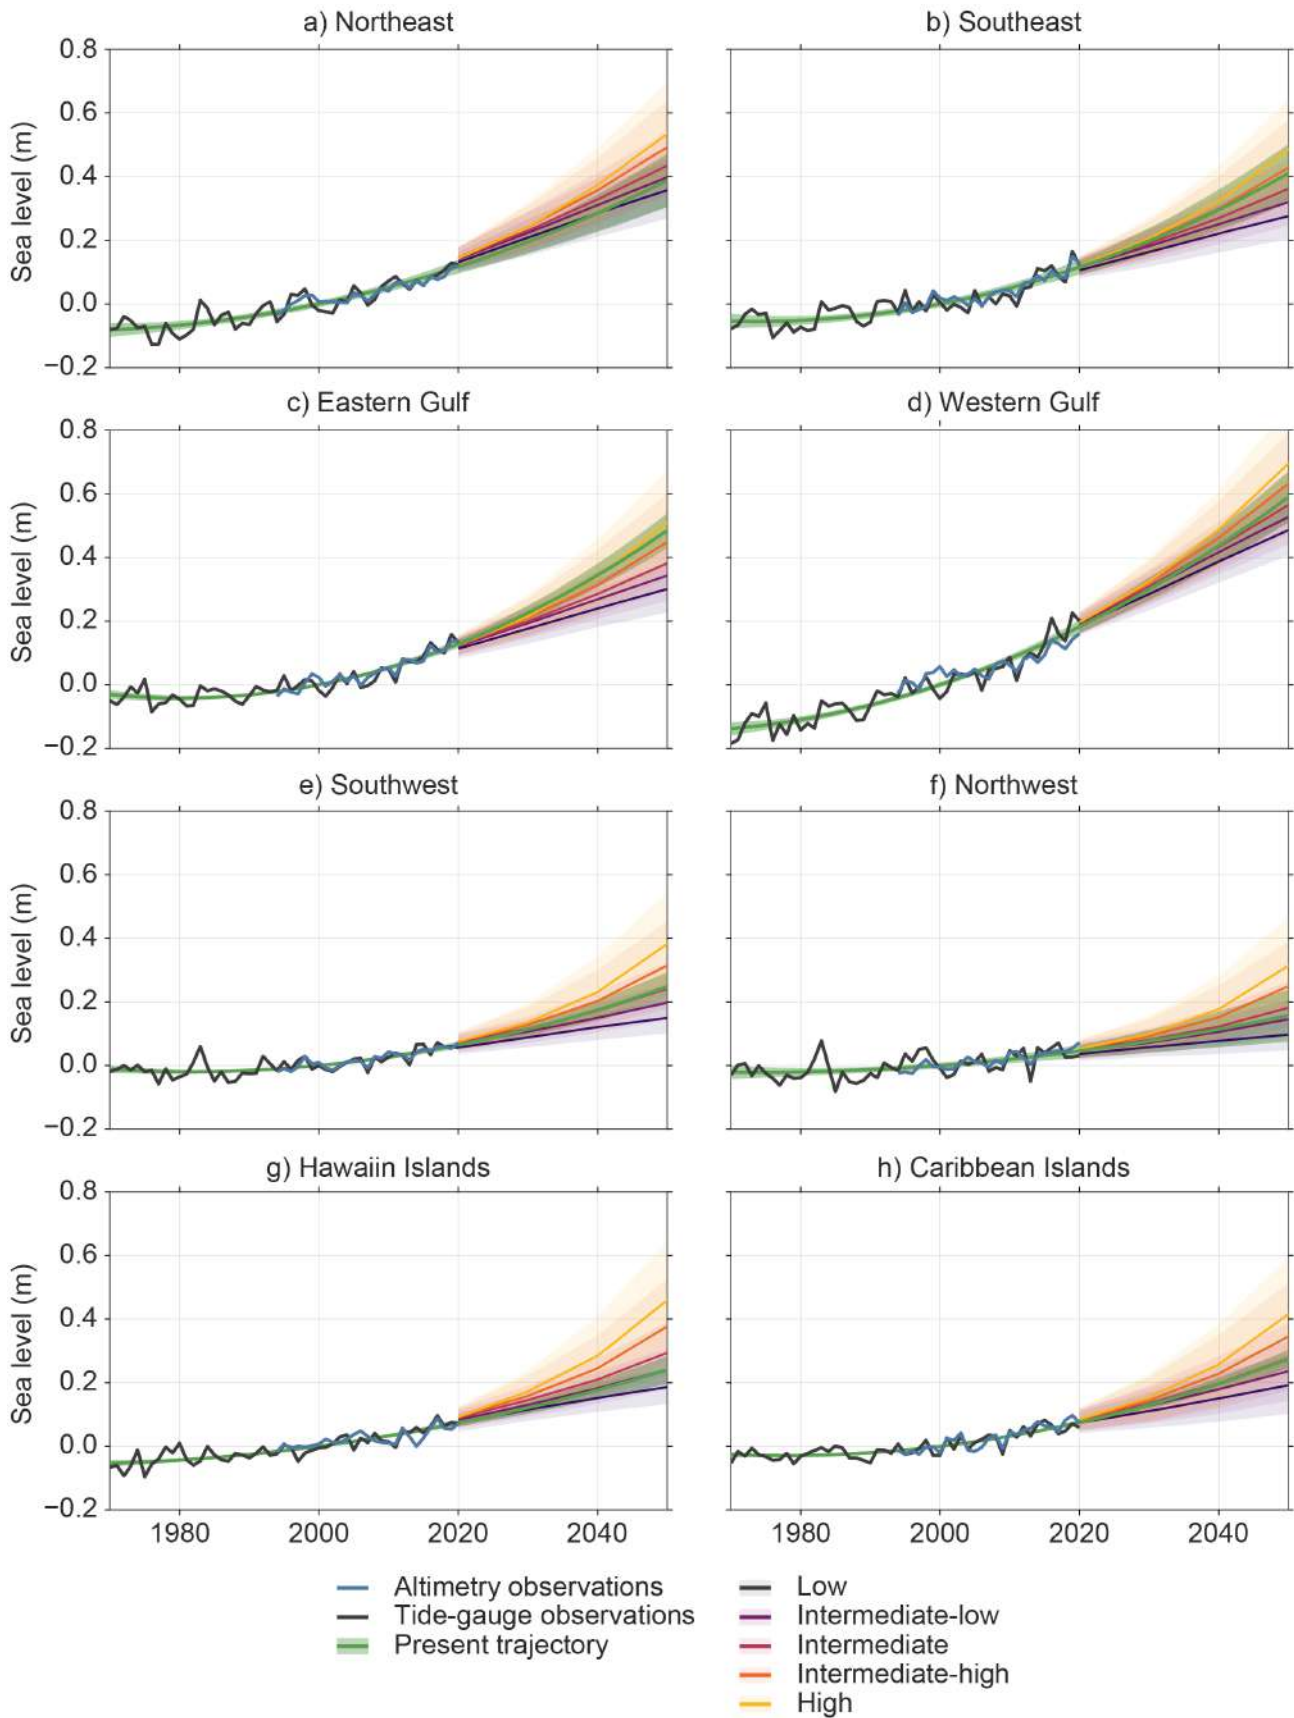 a) Northeast
b) Southeast
Sea level (m)
0.8
0.6
0.4
0.2
0.0
−0.2
c) Eastern Gulf
d) Western Gulf
Sea level (m)
0.8
0.6
0.4
0.2
0.0
−0.2
e) Southwest
f) Northwest
Sea level (m)
0.8
0.6
0.4
0.2
0.0
−0.2
g) Hawaiin Islands
h) Caribbean Islands
Sea level (m)
0.8
0.6
0.4
0.2
0.0
−0.2
1980 2000 2020 2040
1980 2000 2020 2040
Altimetry observations
Tide-gauge observations
Present trajectory
Low
Intermediate-low
Intermediate
Intermediate-high
High